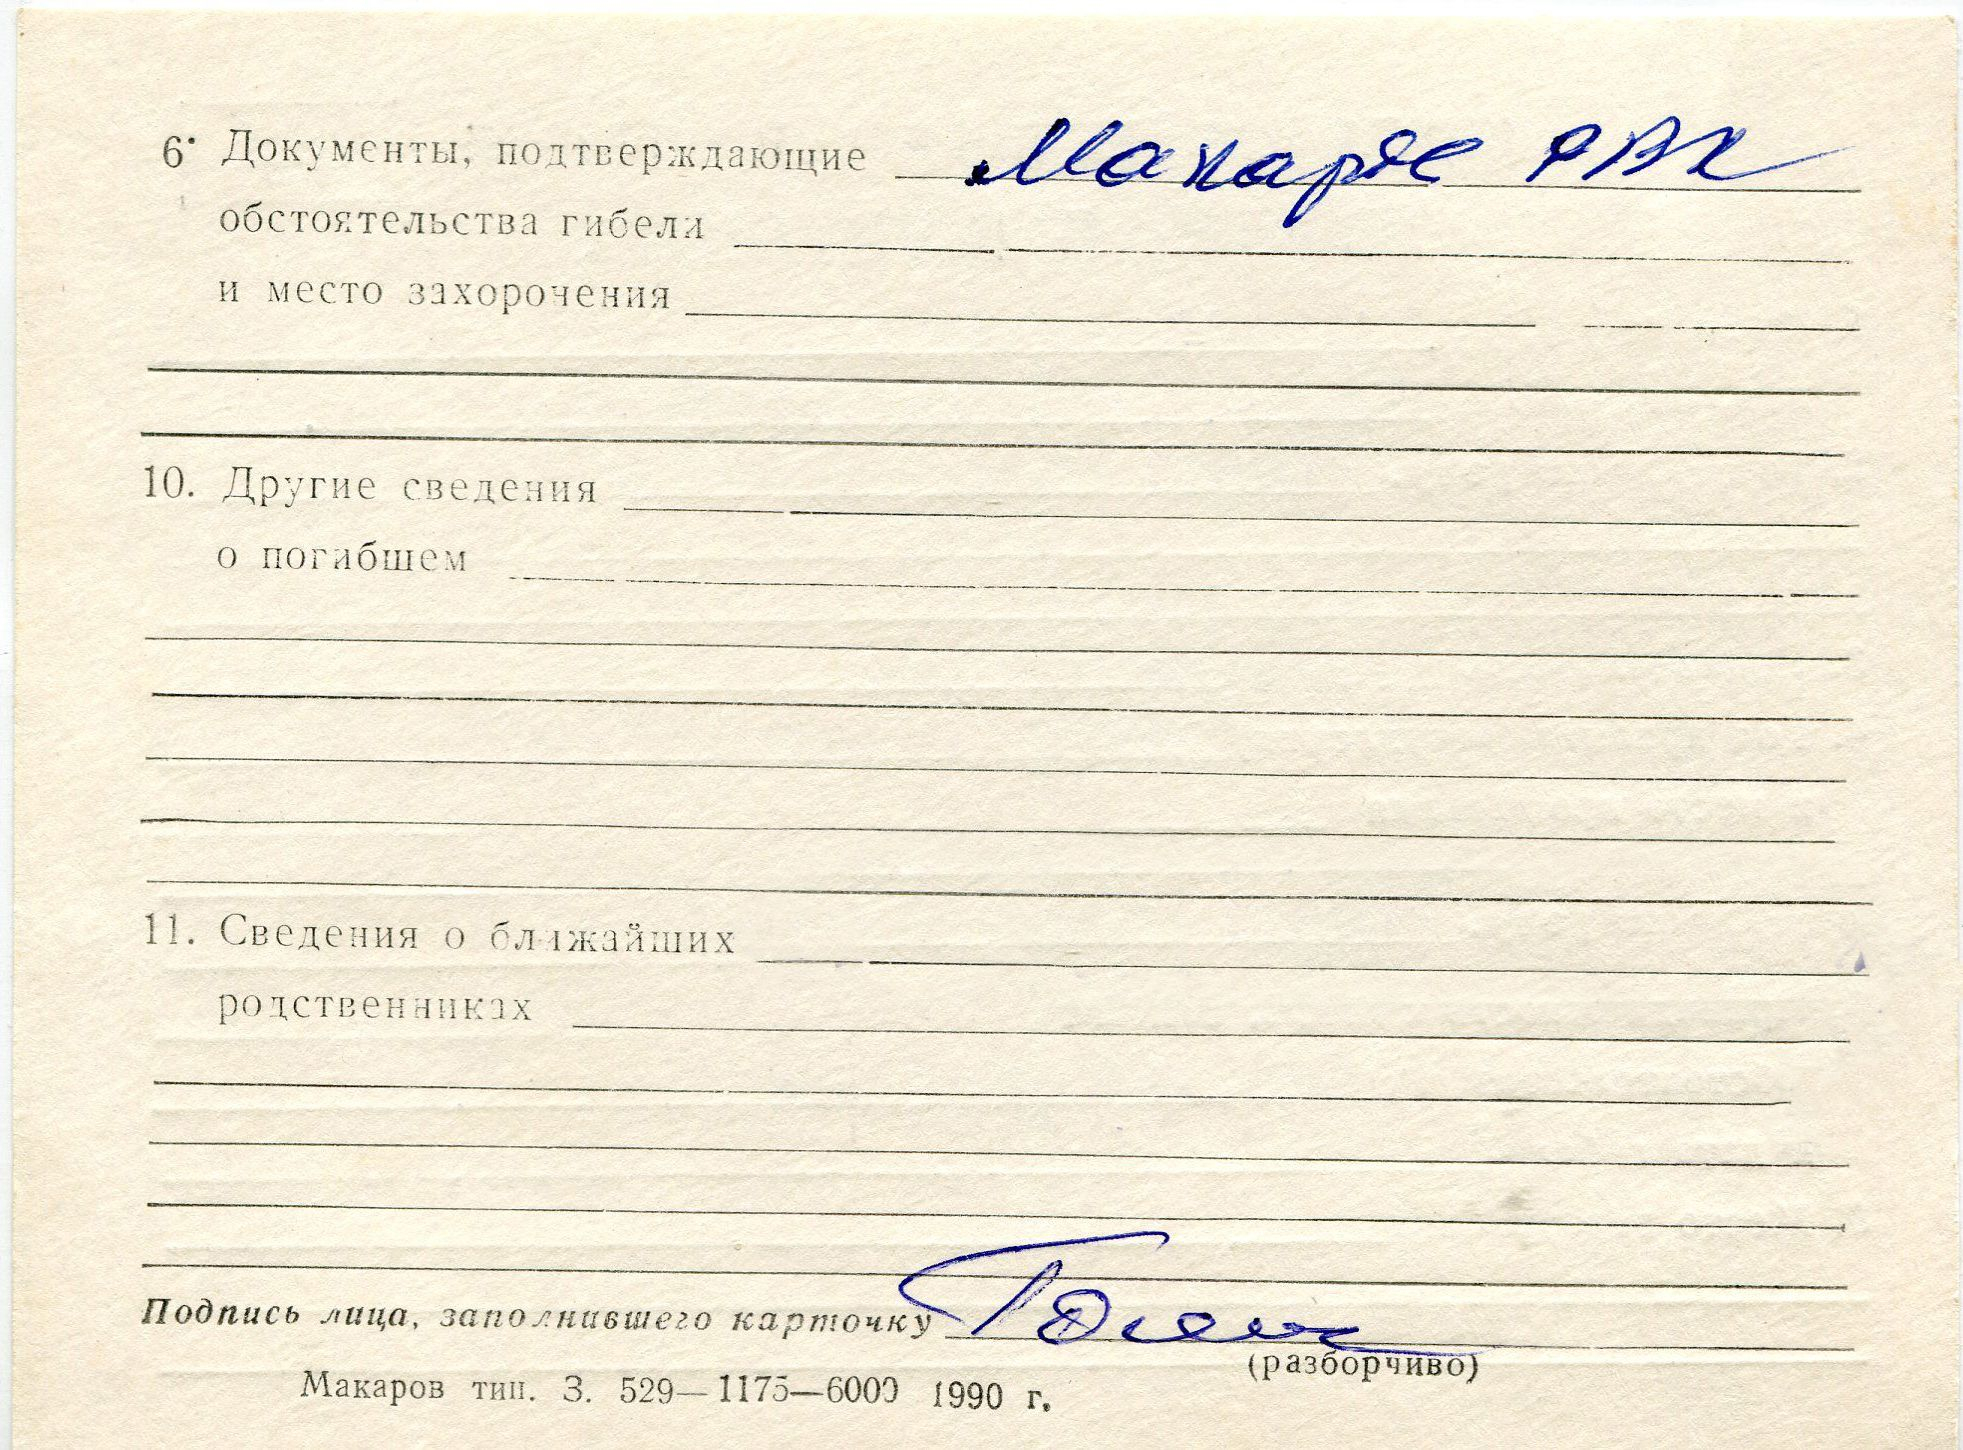 6. Документы, подтверждающие Макар РВК
обстоятельства гибели
и место захоронения
10. Другие сведения
о погибшем
11. Сведения о ближайших
родственниках
Подпись лица, заполнившего карточку
(разборчиво)
Макаров тип. З. 529—1175—6000 1990 г.